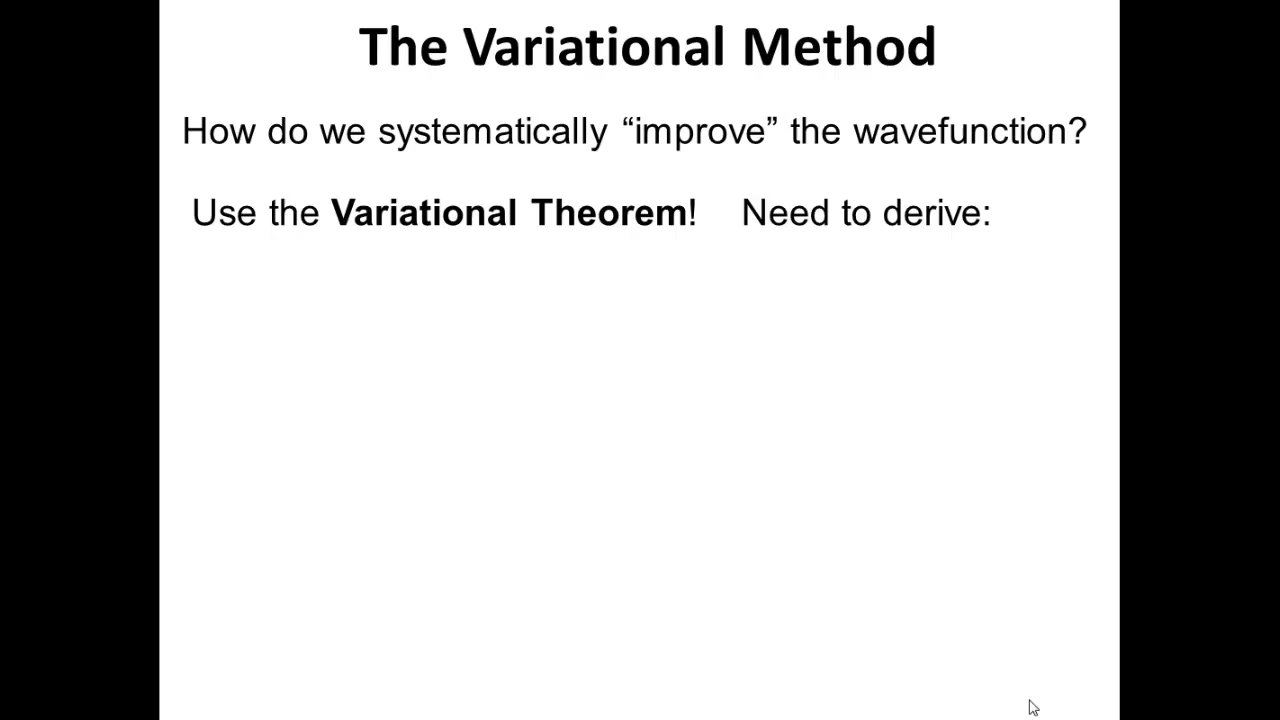 The Variational Method
How do we systematically “improve” the wavefunction?
Use the Variational Theorem! Need to derive: